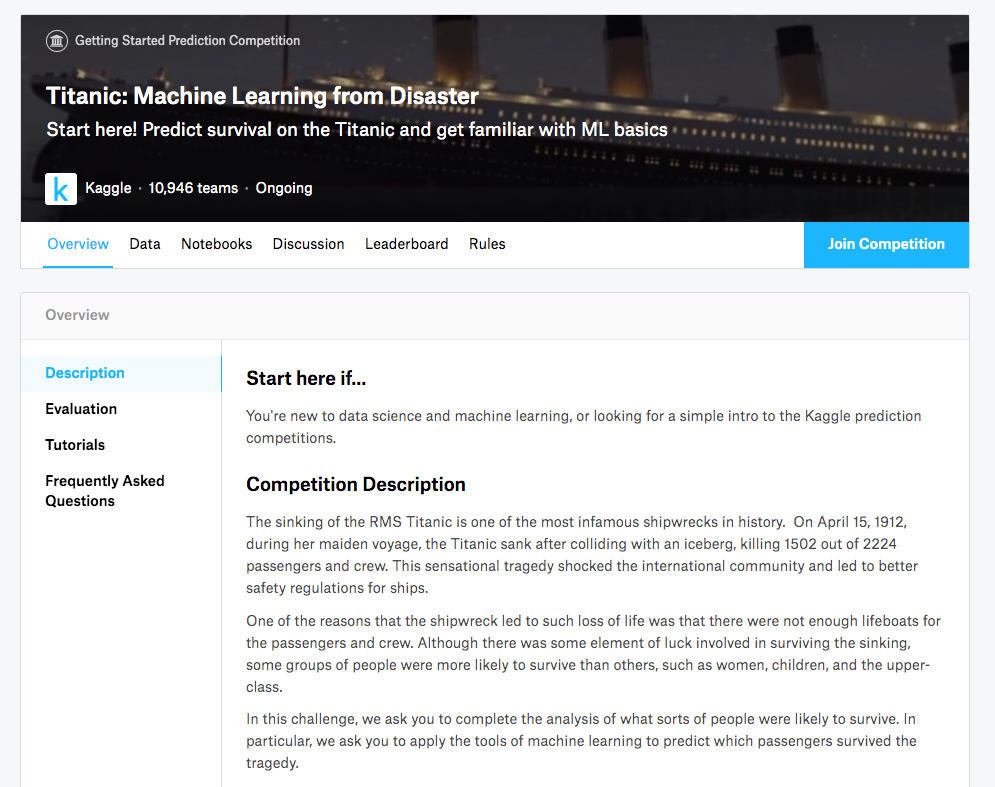 Getting Started Prediction Competition
Titanic: Machine Learning from Disaster
Start here! Predict survival on the Titanic and get familiar with ML basics
k
Kaggle · 10,946 teams · Ongoing
Overview Data Notebooks Discussion Leaderboard Rules
Join Competition
Overview
Description
Evaluation
Tutorials
Frequently Asked
Questions
Start here if...
You're new to data science and machine learning, or looking for a simple intro to the Kaggle prediction
competitions.
Competition Description
The sinking of the RMS Titanic is one of the most infamous shipwrecks in history.  On April 15, 1912,
during her maiden voyage, the Titanic sank after colliding with an iceberg, killing 1502 out of 2224
passengers and crew. This sensational tragedy shocked the international community and led to better
safety regulations for ships.
One of the reasons that the shipwreck led to such loss of life was that there were not enough lifeboats for
the passengers and crew. Although there was some element of luck involved in surviving the sinking,
some groups of people were more likely to survive than others, such as women, children, and the upper-
class.
In this challenge, we ask you to complete the analysis of what sorts of people were likely to survive. In
particular, we ask you to apply the tools of machine learning to predict which passengers survived the
tragedy.